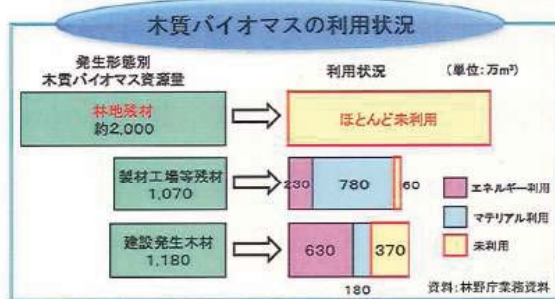 木質バイオマスの利用状況
発生形態別
木質バイオマス資源量
利用状況
(単位:万m³)
林地残材
約2,000
ほとんど未利用
製材工場等残材
1,070
230
780
60
エネルギー利用
マテリアル利用
未利用
建設発生木材
1,180
630
370
180
資料:林野庁業務資料